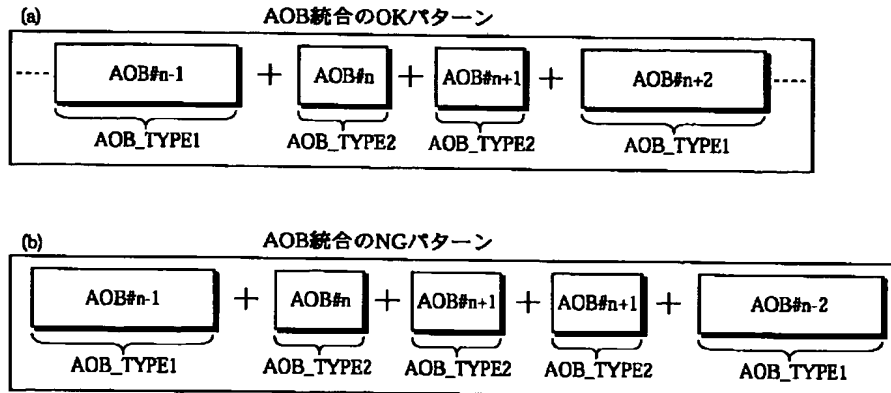 (a) AOB統合のOKパターン
AOB#n-1 + AOB#n + AOB#n+1 + AOB#n+2
AOB_TYPE1 AOB_TYPE2 AOB_TYPE2 AOB_TYPE1
(b) AOB統合のNGパターン
AOB#n-1 + AOB#n + AOB#n+1 + AOB#n+1 + AOB#n-2
AOB_TYPE1 AOB_TYPE2 AOB_TYPE2 AOB_TYPE2 AOB_TYPE1